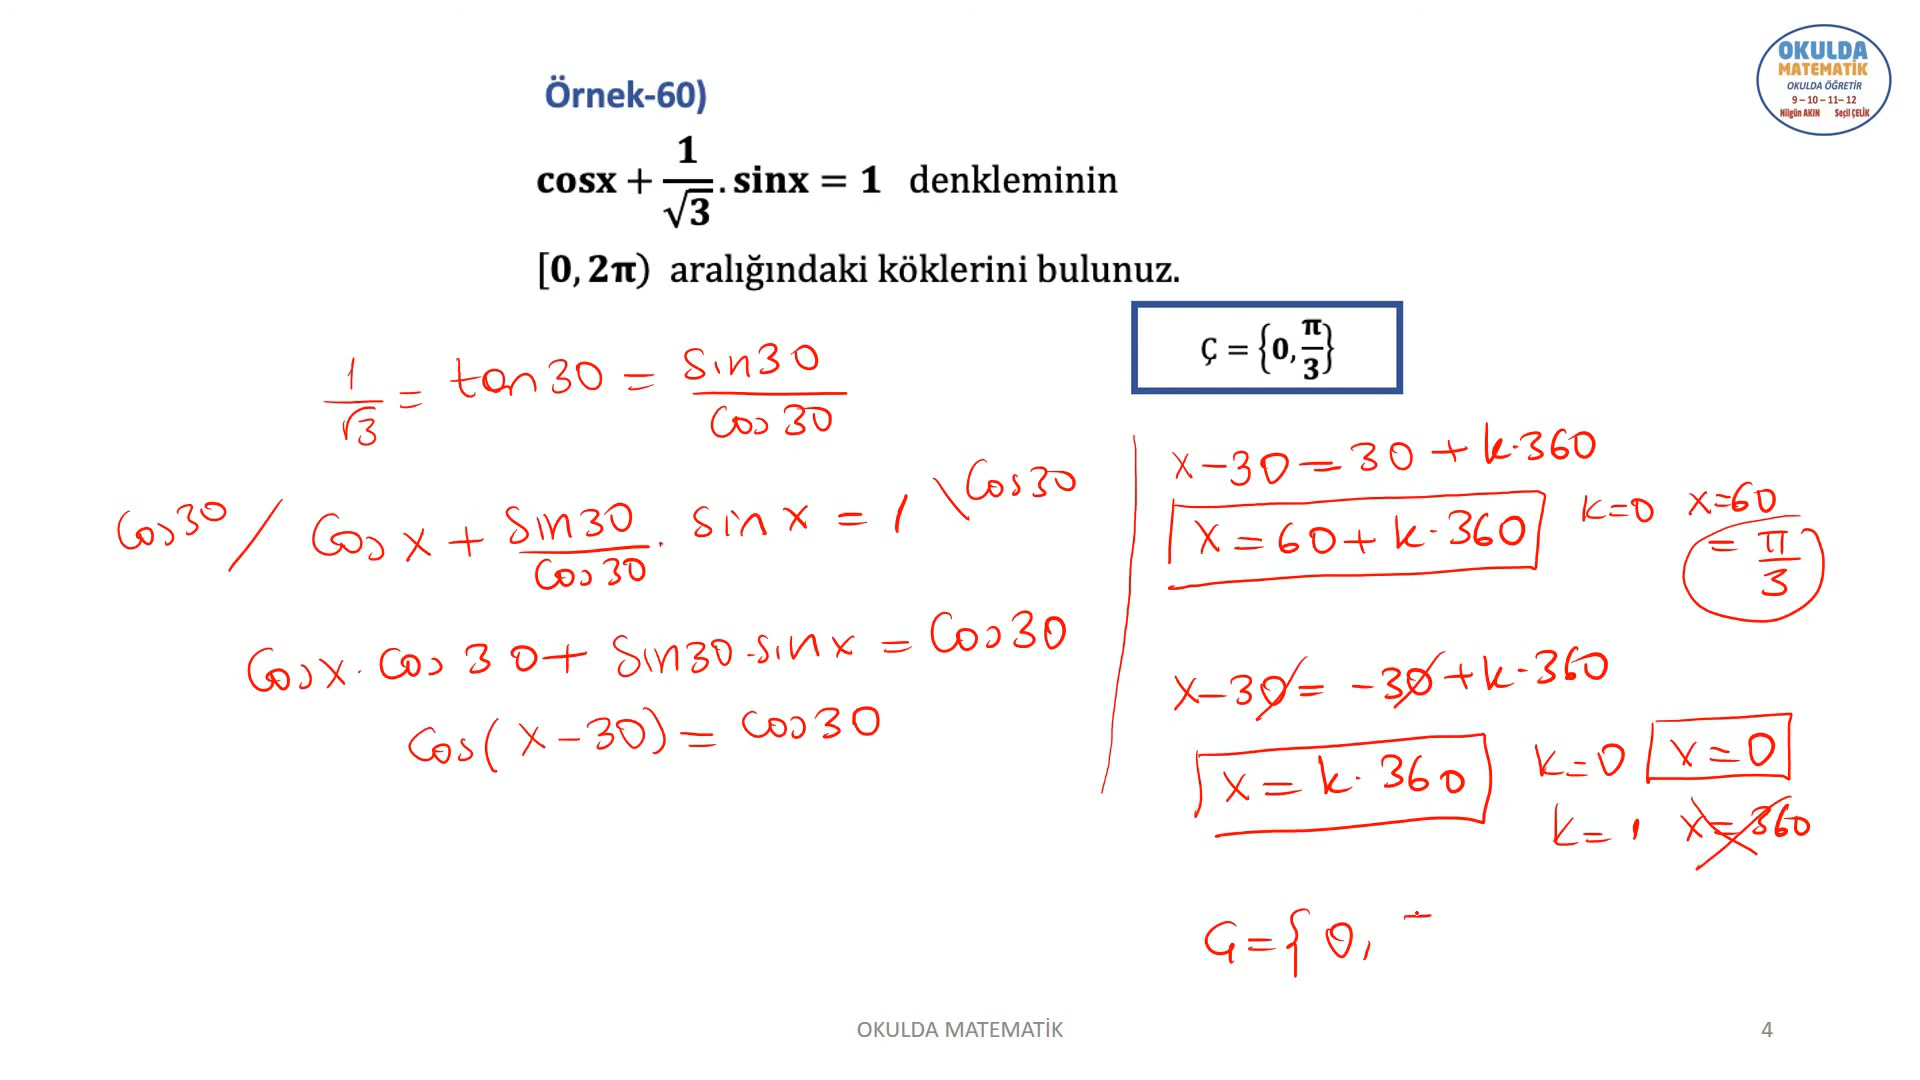 OKULDA
MATEMATİK
OKULDA ÖĞRETİR
9 – 10 – 11– 12
Nilgün AKIN Seçil ÇELİK
Örnek-60)
cosx + 1/√3 . sinx = 1 denkleminin
[0, 2π) aralığındaki köklerini bulunuz.
Ç = {0, π/3}
1/√3 = tan30 = sin30/cos30
cos30 / cos x + sin30/cos30 . sin x = 1 \ cos30
cosx . cos 30 + sin30 . sin x = cos30
cos( x – 30) = cos30
x – 30 = 30 + k.360
x = 60 + k.360 k=0 x=60
= π/3
x – 30 = –30 + k.360
x = k. 360 k=0 x = 0
k= 1 x=360
Ç = { 0,
OKULDA MATEMATİK
4